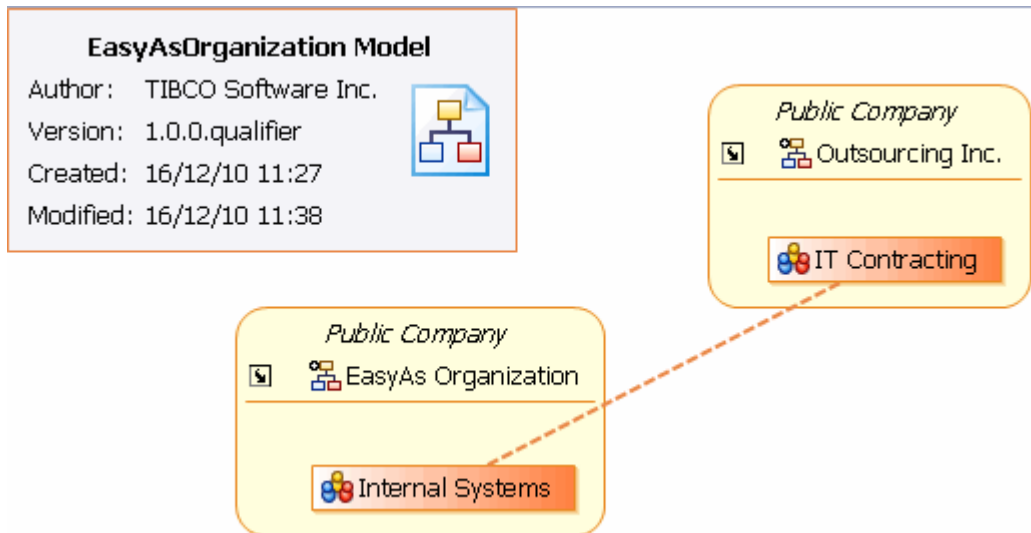 EasyAsOrganization Model
Author: TIBCO Software Inc.
Version: 1.0.0.qualifier
Created: 16/12/10 11:27
Modified: 16/12/10 11:38
Public Company
Outsourcing Inc.
IT Contracting
Public Company
EasyAs Organization
Internal Systems